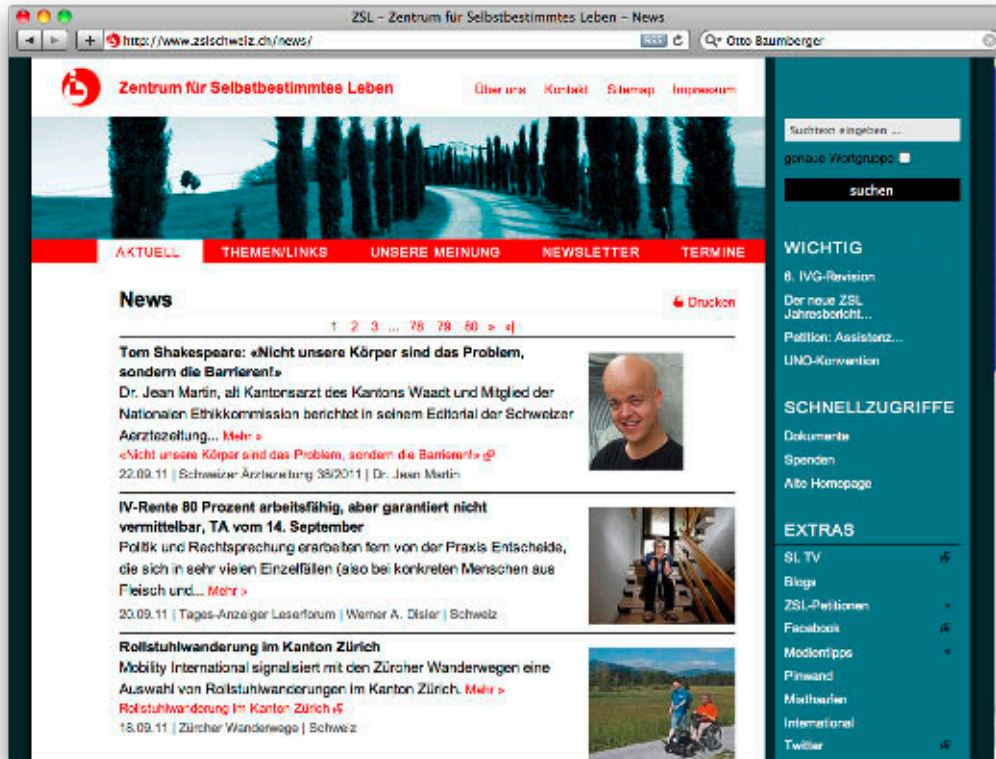 ZSL – Zentrum für Selbstbestimmtes Leben – News
http://www.zslschweiz.ch/news/
RSS
Otto Baumberger
Zentrum für Selbstbestimmtes Leben
Über uns Kontakt Sitemap Impressum
AKTUELL THEMEN/LINKS UNSERE MEINUNG NEWSLETTER TERMINE
News
Drucken
1 2 3 ... 78 79 80 » »|
Tom Shakespeare: «Nicht unsere Körper sind das Problem,
sondern die Barrieren!»
Dr. Jean Martin, alt Kantonsarzt des Kantons Waadt und Mitglied der
Nationalen Ethikkommission berichtet in seinem Editorial der Schweizer
Aerztezeitung... Mehr »
«Nicht unsere Körper sind das Problem, sondern die Barrieren!»
22.09.11 | Schweizer Ärztezeitung 38/2011 | Dr. Jean Martin
IV-Rente 80 Prozent arbeitsfähig, aber garantiert nicht
vermittelbar, TA vom 14. September
Politik und Rechtsprechung erarbeiten fern von der Praxis Entscheide,
die sich in sehr vielen Einzelfällen (also bei konkreten Menschen aus
Fleisch und... Mehr »
20.09.11 | Tages-Anzeiger Leserforum | Werner A. Disler | Schweiz
Rollstuhlwanderung im Kanton Zürich
Mobility International signalisiert mit den Zürcher Wanderwegen eine
Auswahl von Rollstuhlwanderungen im Kanton Zürich. Mehr »
Rollstuhlwanderung im Kanton Zürich
18.09.11 | Zürcher Wanderwege | Schweiz
Suchtext eingeben ...
genaue Wortgruppe
suchen
WICHTIG
6. IVG-Revision
Der neue ZSL
Jahresbericht...
Petition: Assistenz...
UNO-Konvention
SCHNELLZUGRIFFE
Dokumente
Spenden
Alte Homepage
EXTRAS
SL TV
Blogs
ZSL-Petitionen
Facebook
Medientipps
Pinwand
Misthaufen
International
Twitter